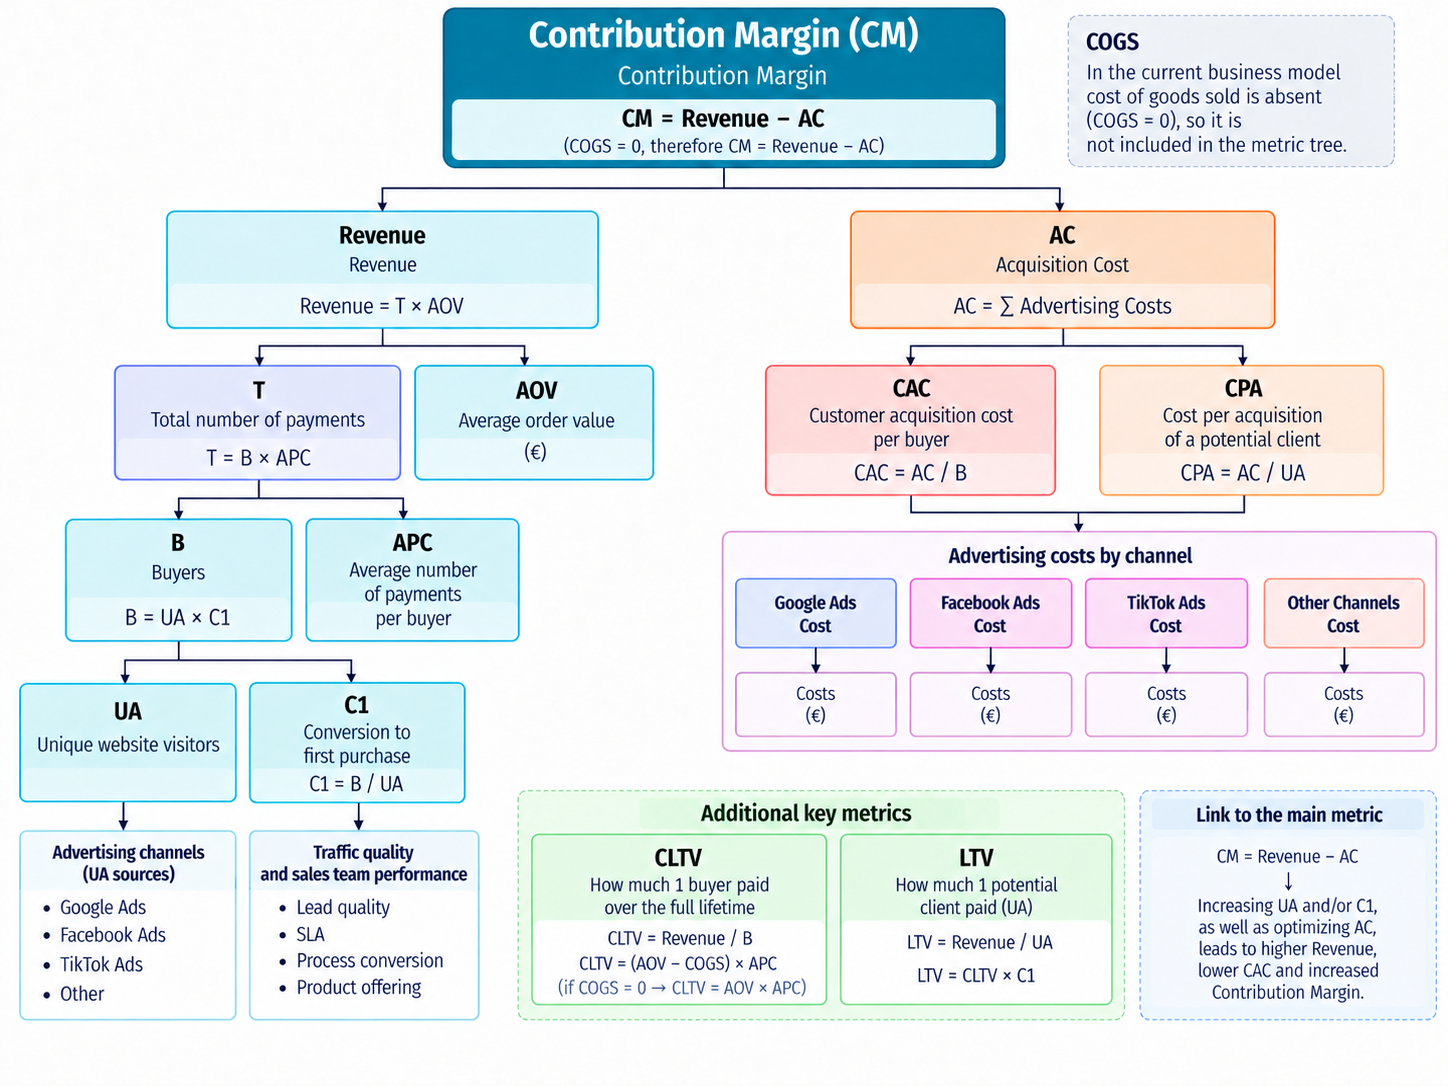 Contribution Margin (CM)
Contribution Margin
CM = Revenue – AC
(COGS = 0, therefore CM = Revenue – AC)
COGS
In the current business model
cost of goods sold is absent
(COGS = 0), so it is
not included in the metric tree.
Revenue
Revenue
Revenue = T × AOV
AC
Acquisition Cost
AC = ∑ Advertising Costs
T
Total number of payments
T = B × APC
AOV
Average order value
(€)
CAC
Customer acquisition cost
per buyer
CAC = AC / B
CPA
Cost per acquisition
of a potential client
CPA = AC / UA
B
Buyers
B = UA × C1
APC
Average number
of payments
per buyer
Advertising costs by channel
Google Ads
Cost
Facebook Ads
Cost
TikTok Ads
Cost
Other Channels
Cost
Costs
(€)
Costs
(€)
Costs
(€)
Costs
(€)
UA
Unique website visitors
C1
Conversion to
first purchase
C1 = B / UA
Advertising channels
(UA sources)
• Google Ads
• Facebook Ads
• TikTok Ads
• Other
Traffic quality
and sales team performance
• Lead quality
• SLA
• Process conversion
• Product offering
Additional key metrics
CLTV
How much 1 buyer paid
over the full lifetime
CLTV = Revenue / B
CLTV = (AOV – COGS) × APC
(if COGS = 0 → CLTV = AOV × APC)
LTV
How much 1 potential
client paid (UA)
LTV = Revenue / UA
LTV = CLTV × C1
Link to the main metric
CM = Revenue – AC
↓
Increasing UA and/or C1,
as well as optimizing AC,
leads to higher Revenue,
lower CAC and increased
Contribution Margin.